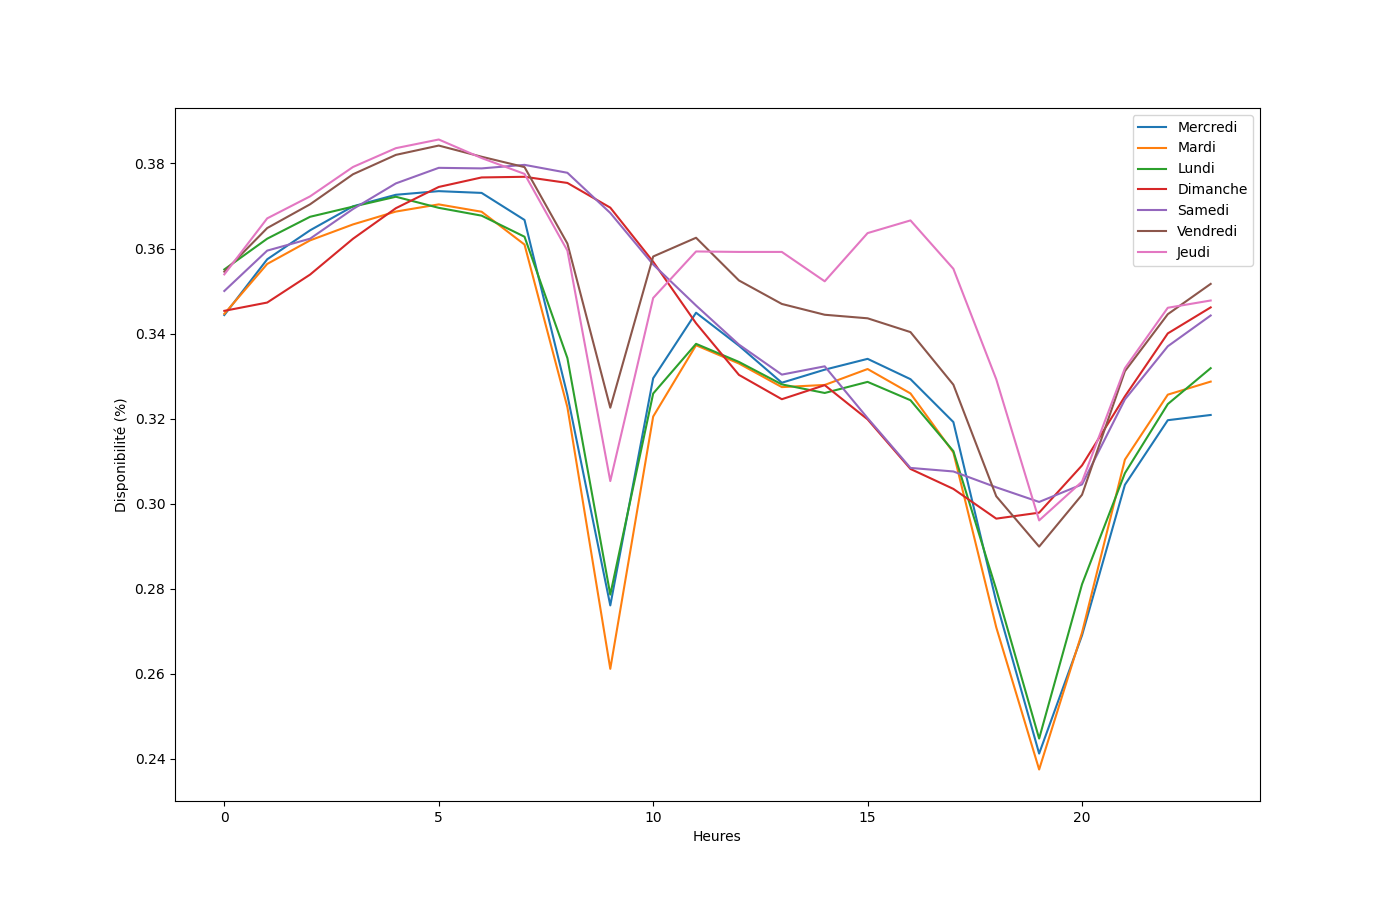 Mercredi
Mardi
Lundi
Dimanche
Samedi
Vendredi
Jeudi
0.38
0.36
0.34
0.32
0.30
0.28
0.26
0.24
Disponibilité (%)
0 5 10 15 20
Heures